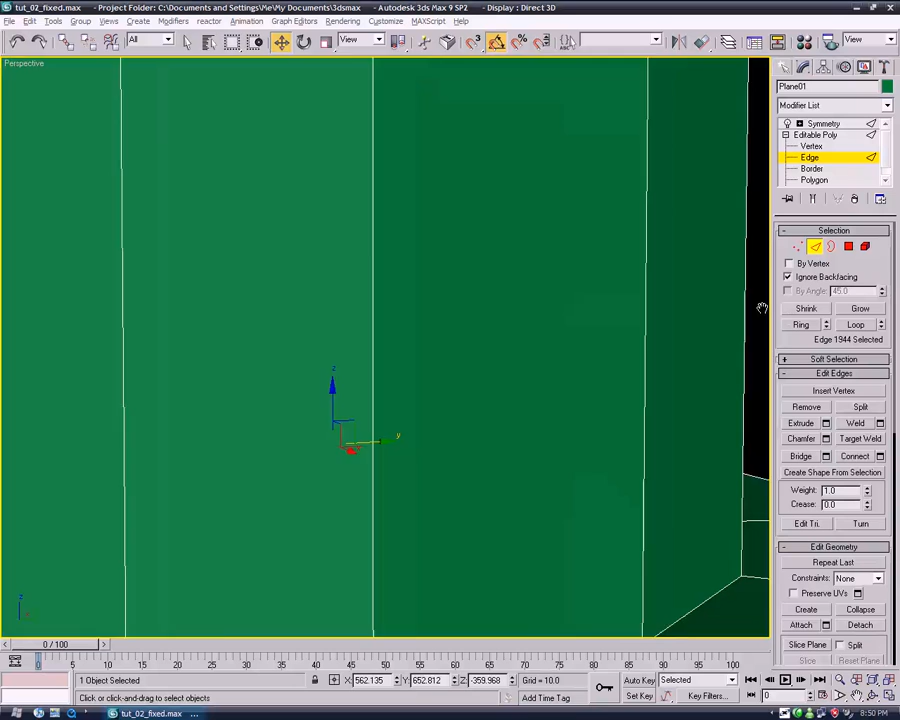 tut_02_fixed.max - Project Folder: C:\Documents and Settings\Me\My Documents\3dsmax - Autodesk 3ds Max 9 SP2 - Display : Direct 3D
File Edit Tools Group Views Create Modifiers reactor Animation Graph Editors Rendering Customize MAXScript Help
All View View
Perspective
Plane01
Modifier List
Symmetry
Editable Poly
Vertex
Edge
Border
Polygon
Selection
By Vertex
Ignore Backfacing
By Angle: 45.0
Shrink Grow
Ring Loop
Edge 1944 Selected
Soft Selection
Edit Edges
Insert Vertex
Remove Split
Extrude Weld
Chamfer Target Weld
Bridge Connect
Create Shape From Selection
Weight: 1.0
Crease: 0.0
Edit Tri. Turn
Edit Geometry
Repeat Last
Constraints: None
Preserve UVs
Create Collapse
Attach Detach
Slice Plane Split
Slice Reset Plane
z
y
z
0 / 100
0 5 10 15 20 25 30 35 40 45 50 55 60 65 70 75 80 85 90 95 100
1 Object Selected X: 562.135 Y: 652.812 Z: -359.968 Grid = 10.0 Auto Key Selected
Click or click-and-drag to select objects Add Time Tag Set Key Key Filters... 0
tut_02_fixed.max ... 8:50 PM